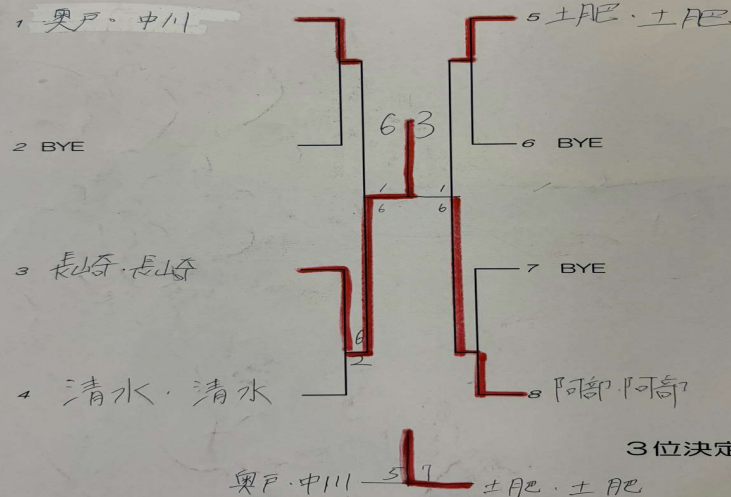 1 奥戸・中川
5 土肥・土肥
6 3
2 BYE
6 BYE
1 1
6 6
3 長崎・長崎
7 BYE
6
2
4 清水・清水
8 阿部・阿部
3位決定
奥戸・中川 5 7 土肥・土肥